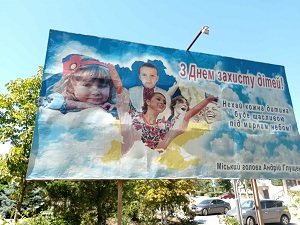 З Днем захисту дітей!
Нехай кожна дитина
буде щасливою
під мирним небом!
Міський голова Андрій Глущенко